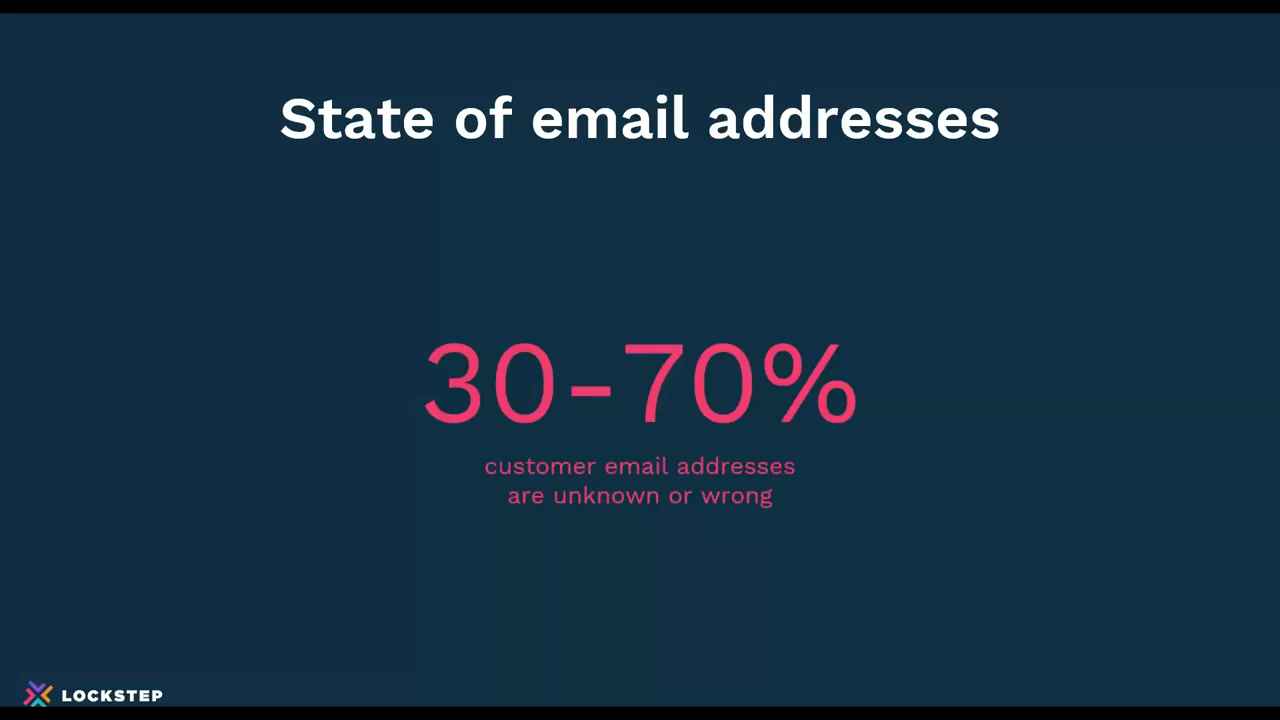 State of email addresses
30-70%
customer email addresses
are unknown or wrong
LOCKSTEP